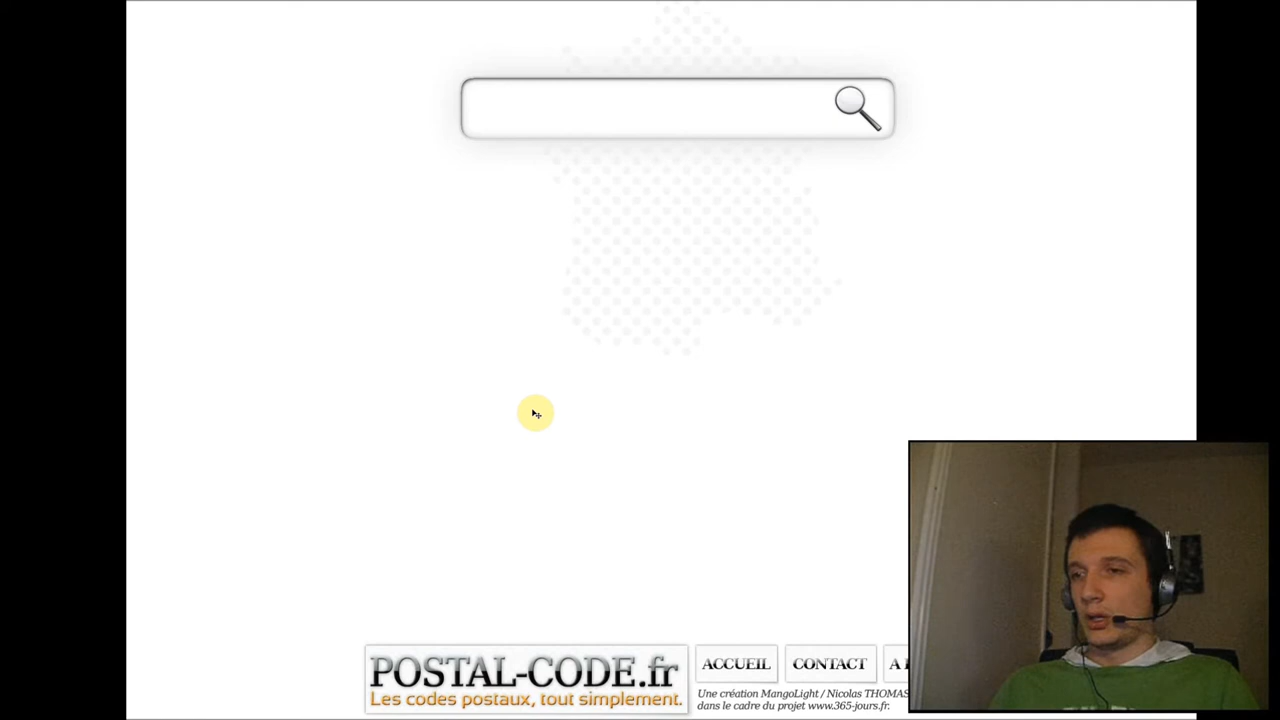 POSTAL-CODE.fr
Les codes postaux, tout simplement.
ACCUEIL
CONTACT
Une création MangoLight / Nicolas THOMAS
dans le cadre du projet www.365-jours.fr.